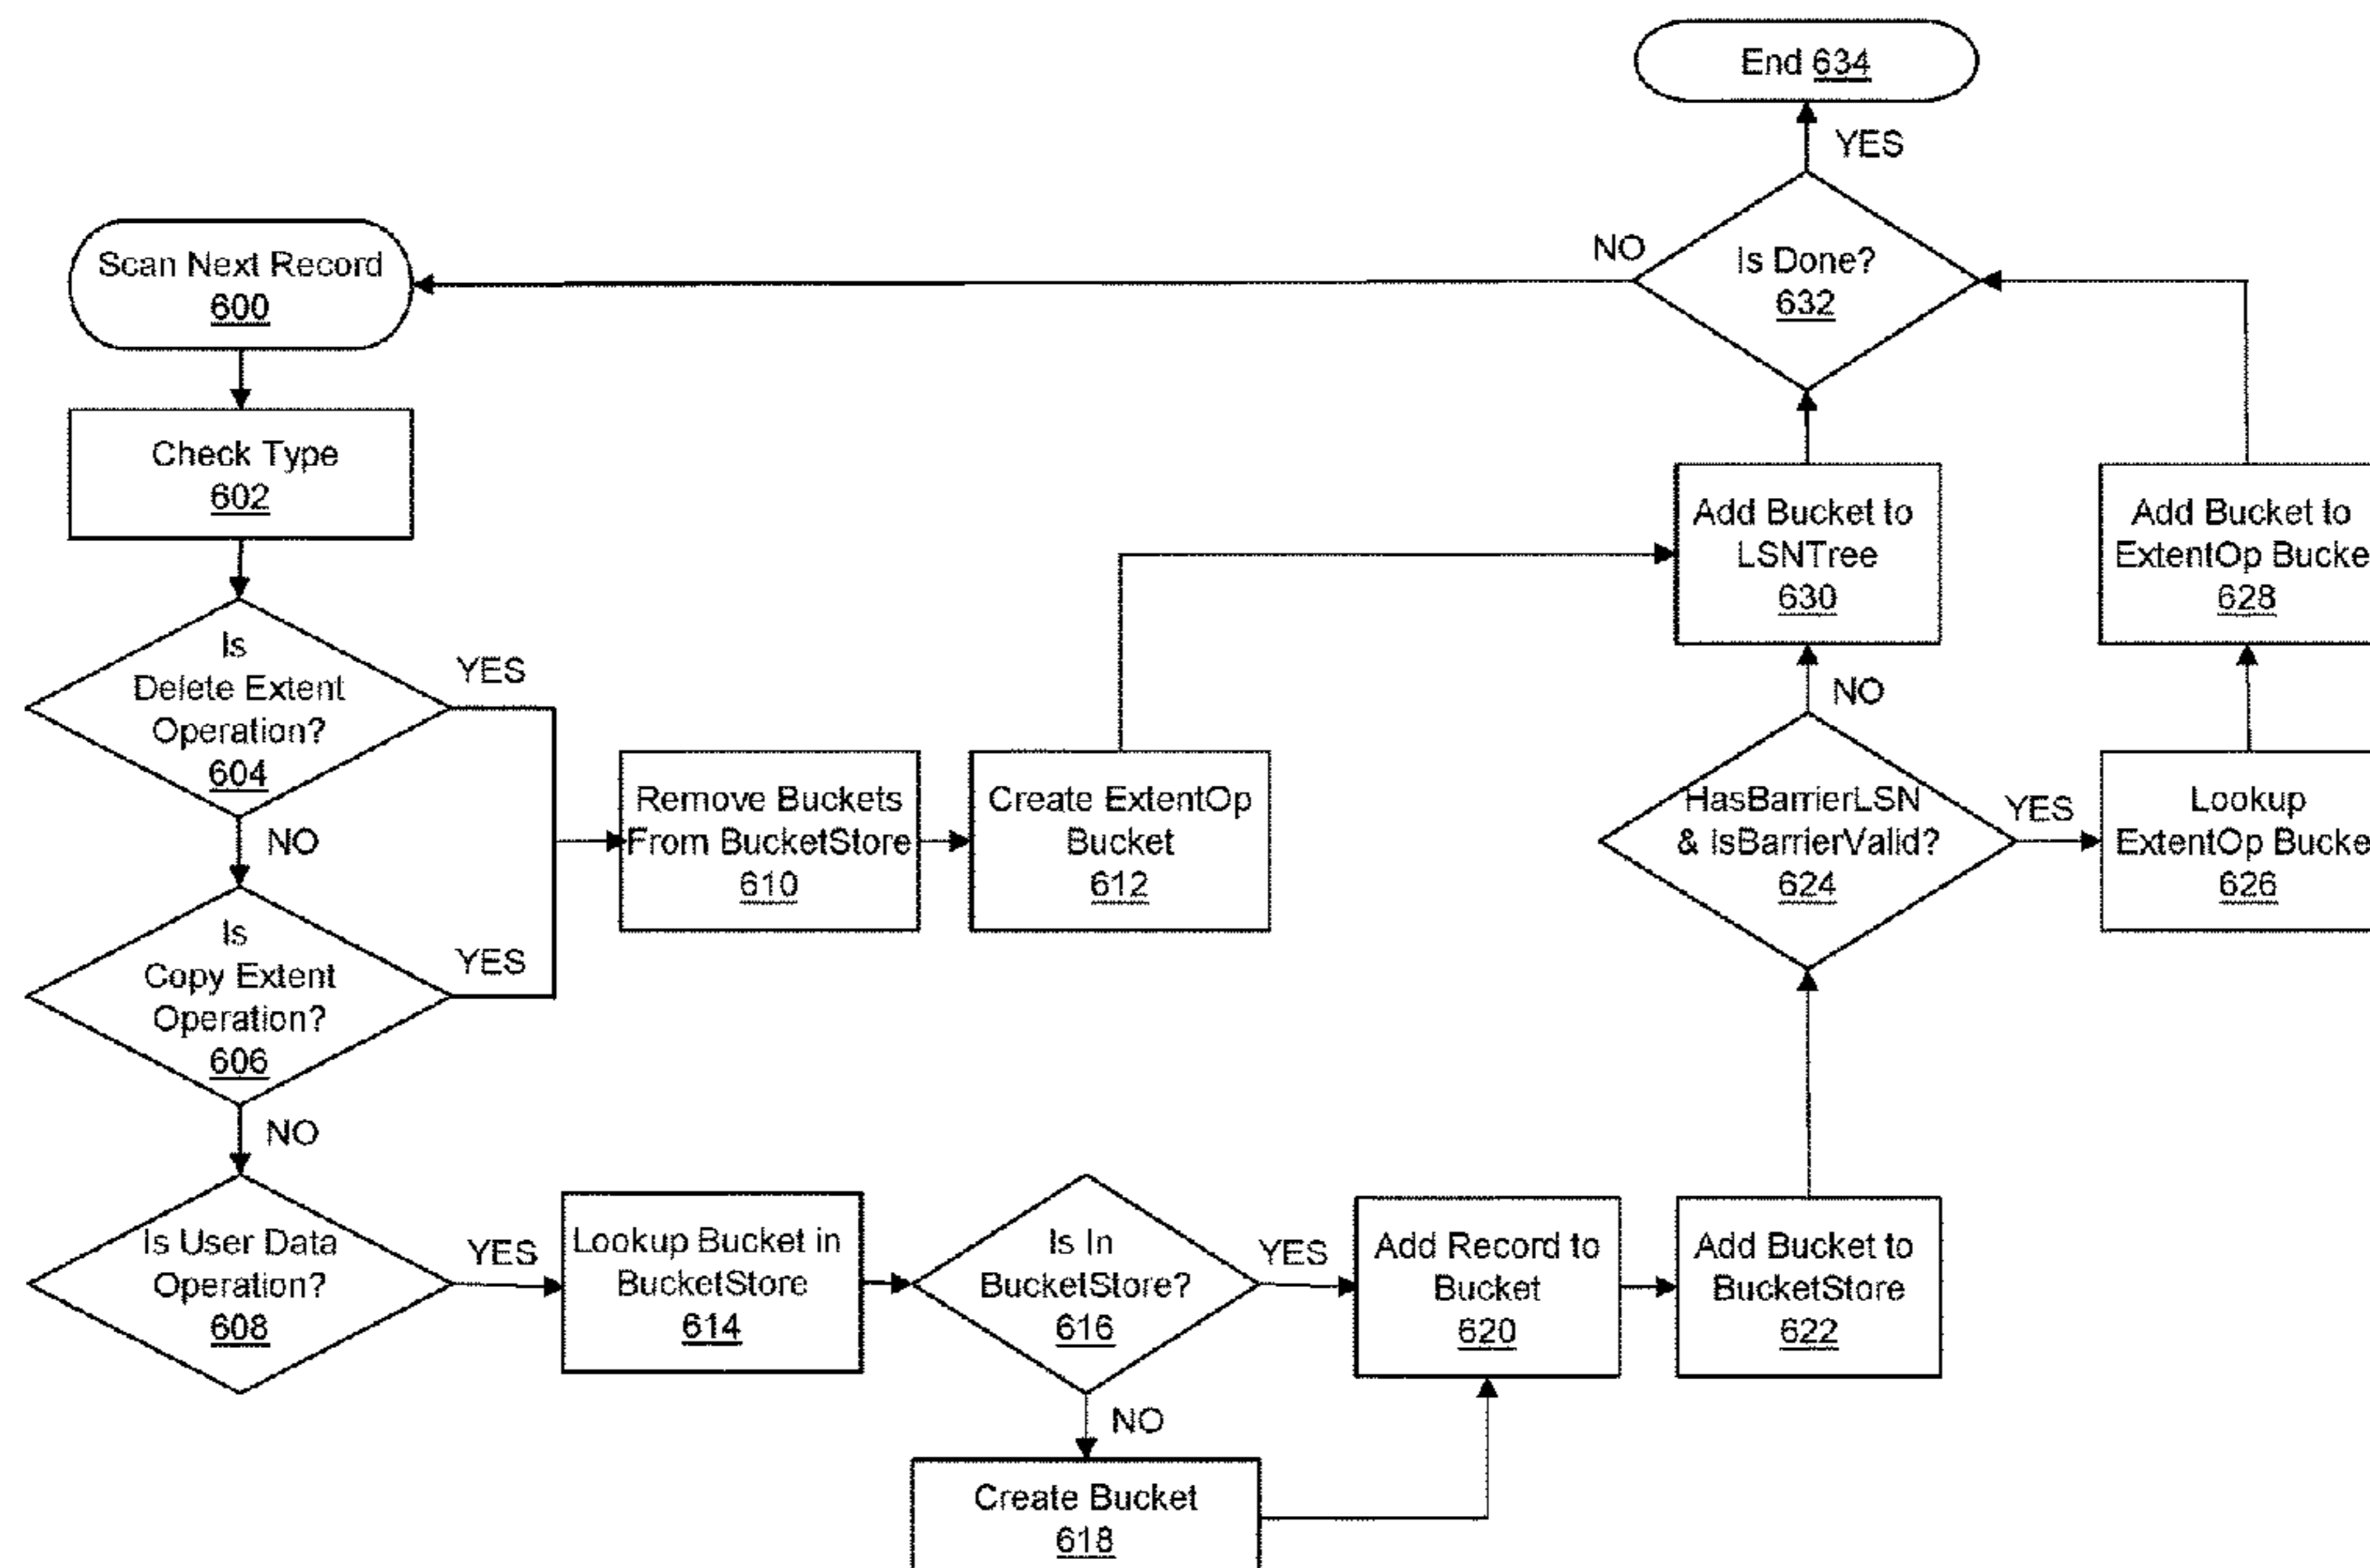 End 634
YES
Scan Next Record
600
NO
Is Done?
632
Check Type
602
Add Bucket to
LSNTree
630
Add Bucket to
ExtentOp Bucke
628
Is
Delete Extent
Operation?
604
YES
NO
Remove Buckets
From BucketStore
610
Create ExtentOp
Bucket
612
NO
HasBarrierLSN
& IsBarrierValid?
624
YES
Lookup
ExtentOp Bucke
626
Is
Copy Extent
Operation?
606
YES
NO
Is User Data
Operation?
608
YES
Lookup Bucket in
BucketStore
614
Is In
BucketStore?
616
YES
Add Record to
Bucket
620
Add Bucket to
BucketStore
622
NO
Create Bucket
618